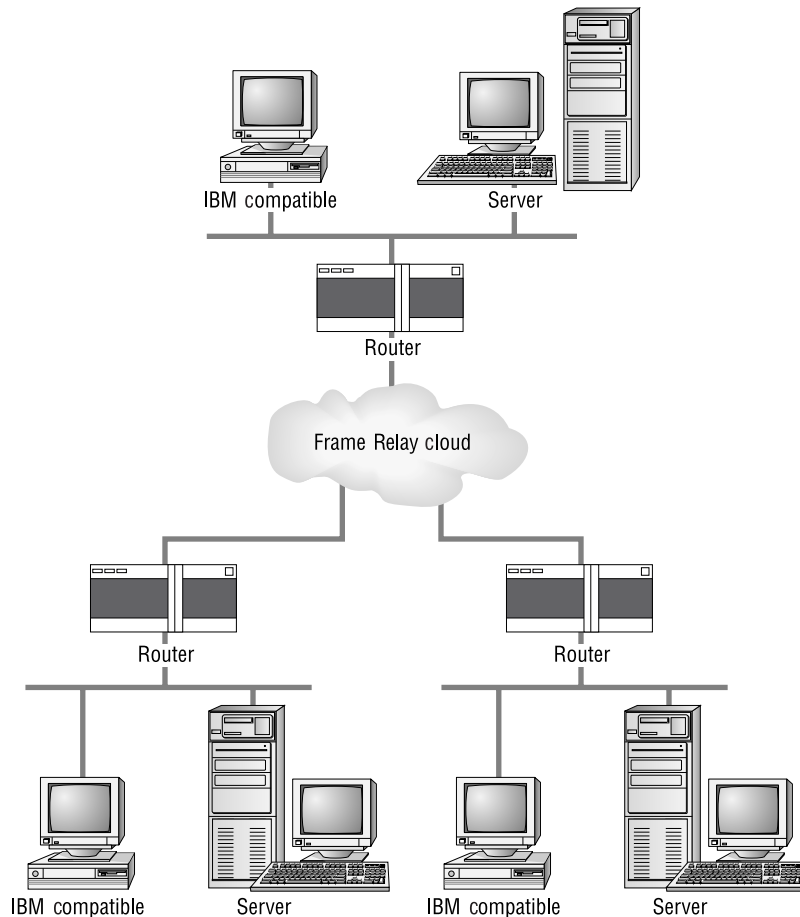 IBM compatible
Server
Router
Frame Relay cloud
Router
Router
IBM compatible
Server
IBM compatible
Server